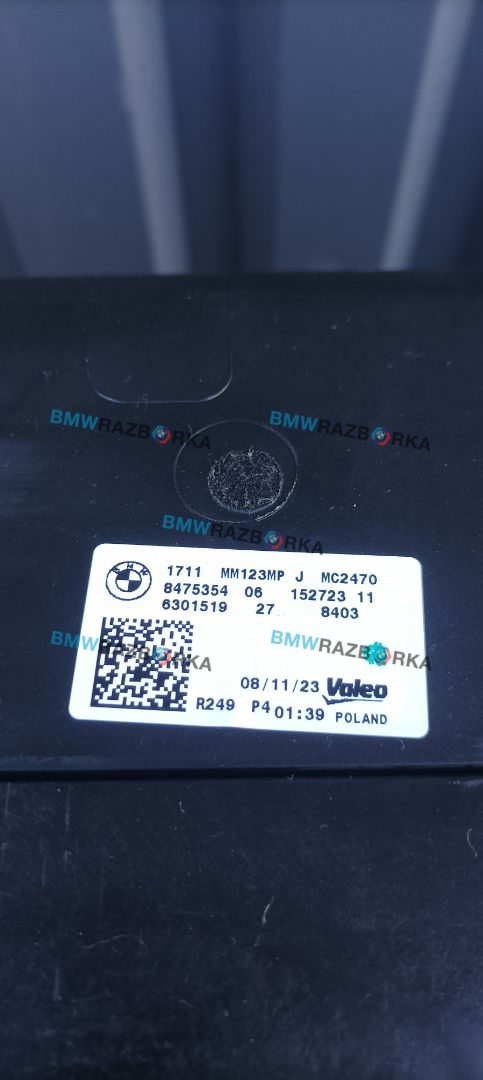 BMWRAZBORKA
BMWRAZBORKA
BMWRAZBORKA
BMW
1711 MM123MP J MC2470
8475354 06 152723 11
6301519 27 8403
BMWRAZBORKA
BMWRAZBORKA
08/11/23 Valeo
R249 P4 01:39 POLAND